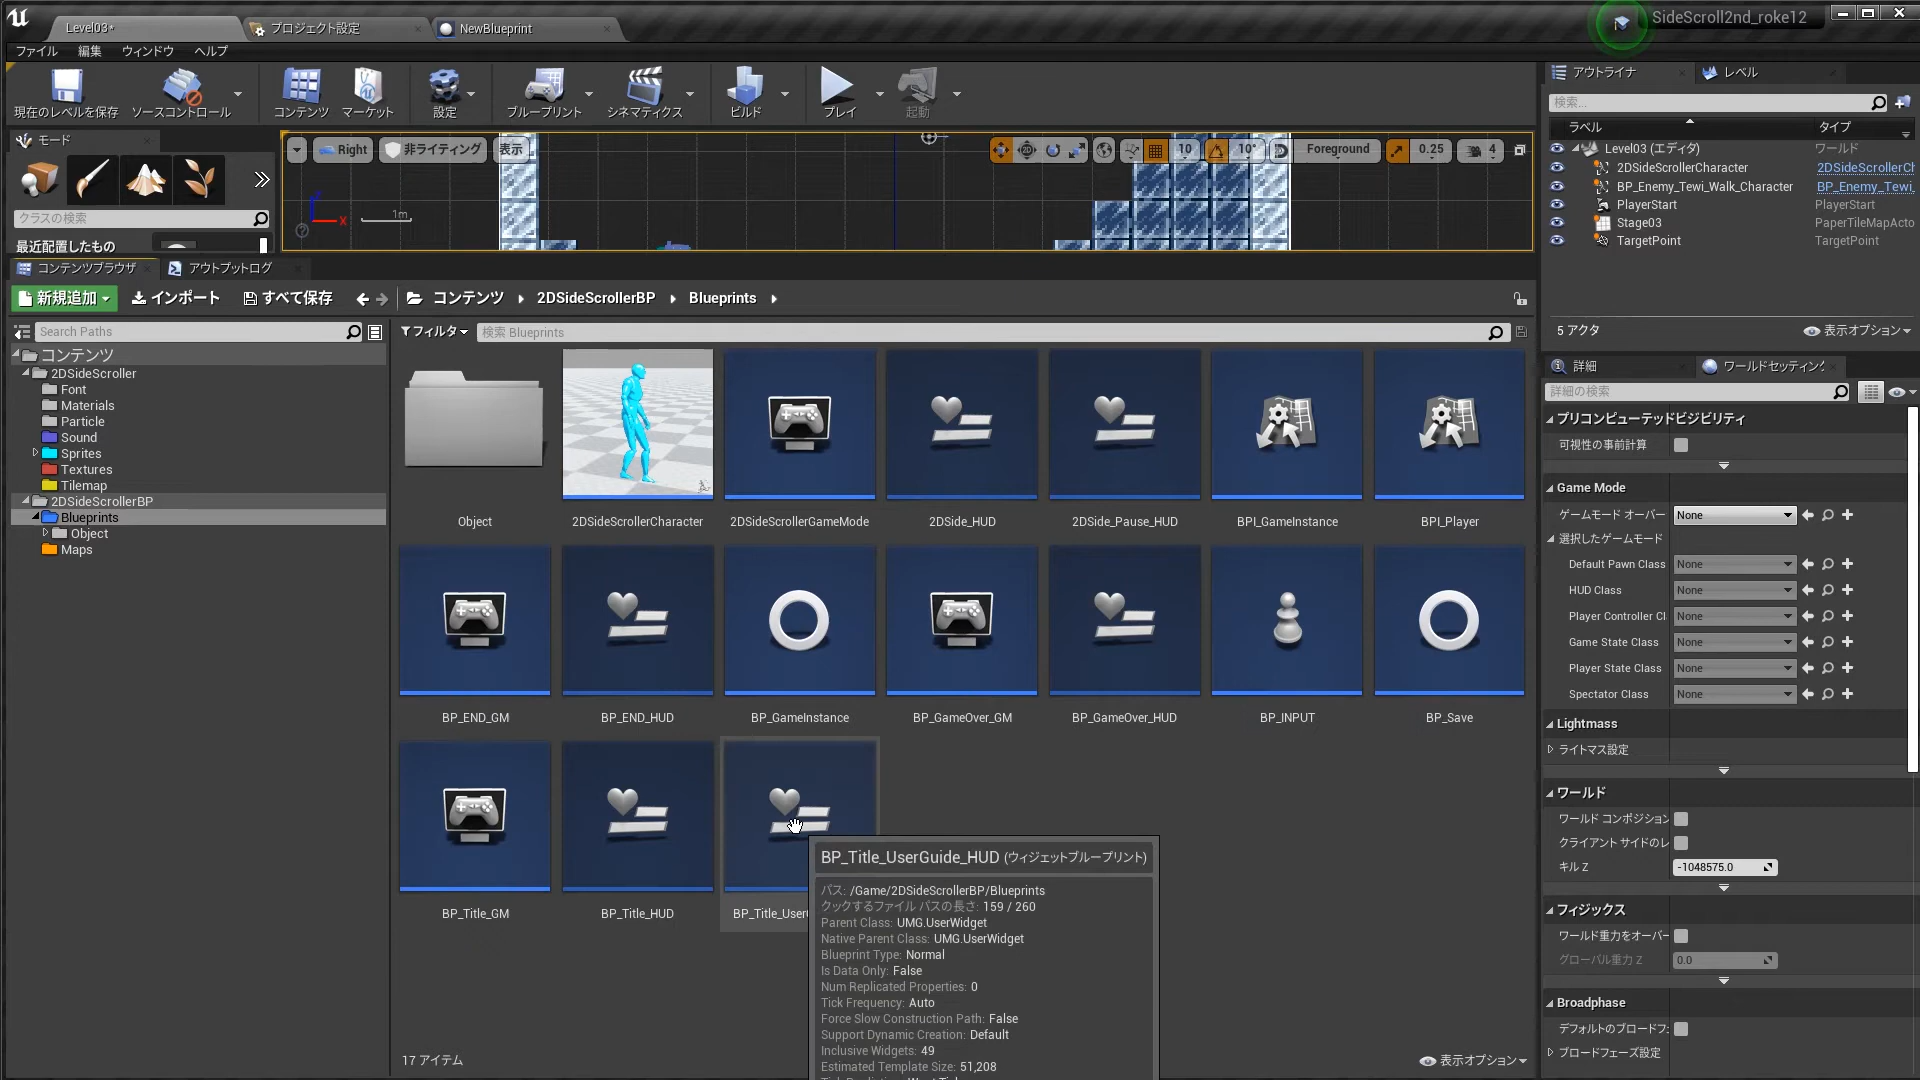 Level03*
プロジェクト設定
NewBlueprint
SideScroll2nd_roke12
ファイル 編集 ウィンドウ ヘルプ
現在のレベルを保存
ソースコントロール
コンテンツ
マーケット
設定
ブループリント
シネマティクス
ビルド
プレイ
起動
アウトライナ
レベル
検索...
ラベル
タイプ
Level03 (エディタ) ワールド
2DSideScrollerCharacter 2DSideScrollerCh
BP_Enemy_Tewi_Walk_Character BP_Enemy_Tewi_
PlayerStart PlayerStart
Stage03 PaperTileMapActo
TargetPoint TargetPoint
5 アクタ
表示オプション
モード
クラスの検索
最近配置したもの
Right
非ライティング
表示
10
10°
Foreground
0.25
4
1m
X
コンテンツブラウザ
アウトプットログ
新規追加
インポート
すべて保存
コンテンツ
2DSideScrollerBP
Blueprints
Search Paths
フィルタ
検索 Blueprints
コンテンツ
2DSideScroller
Font
Materials
Particle
Sound
Sprites
Textures
Tilemap
2DSideScrollerBP
Blueprints
Object
Maps
Object
2DSideScrollerCharacter
2DSideScrollerGameMode
2DSide_HUD
2DSide_Pause_HUD
BPI_GameInstance
BPI_Player
BP_END_GM
BP_END_HUD
BP_GameInstance
BP_GameOver_GM
BP_GameOver_HUD
BP_INPUT
BP_Save
BP_Title_GM
BP_Title_HUD
BP_Title_UserG
BP_Title_UserGuide_HUD (ウィジェットブループリント)
パス: /Game/2DSideScrollerBP/Blueprints
クックするファイル パスの長さ: 159 / 260
Parent Class: UMG.UserWidget
Native Parent Class: UMG.UserWidget
Blueprint Type: Normal
Is Data Only: False
Num Replicated Properties: 0
Tick Frequency: Auto
Force Slow Construction Path: False
Support Dynamic Creation: Default
Inclusive Widgets: 49
Estimated Template Size: 51,208
17 アイテム
表示オプション
詳細
ワールドセッティング
詳細の検索
プリコンピューテッドビジビリティ
可視性の事前計算
Game Mode
ゲームモード オーバー None
選択したゲームモード
Default Pawn Class None
HUD Class None
Player Controller Cl None
Game State Class None
Player State Class None
Spectator Class None
Lightmass
ライトマス設定
ワールド
ワールド コンポジション
クライアント サイドのレ
キル Z -1048575.0
フィジックス
ワールド重力をオーバー
グローバル重力 Z 0.0
Broadphase
デフォルトのブロードフ
ブロードフェーズ設定